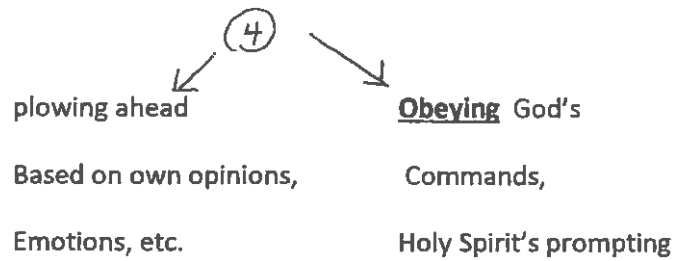 4
plowing ahead
Based on own opinions,
Emotions, etc.
Obeying God's
Commands,
Holy Spirit's prompting